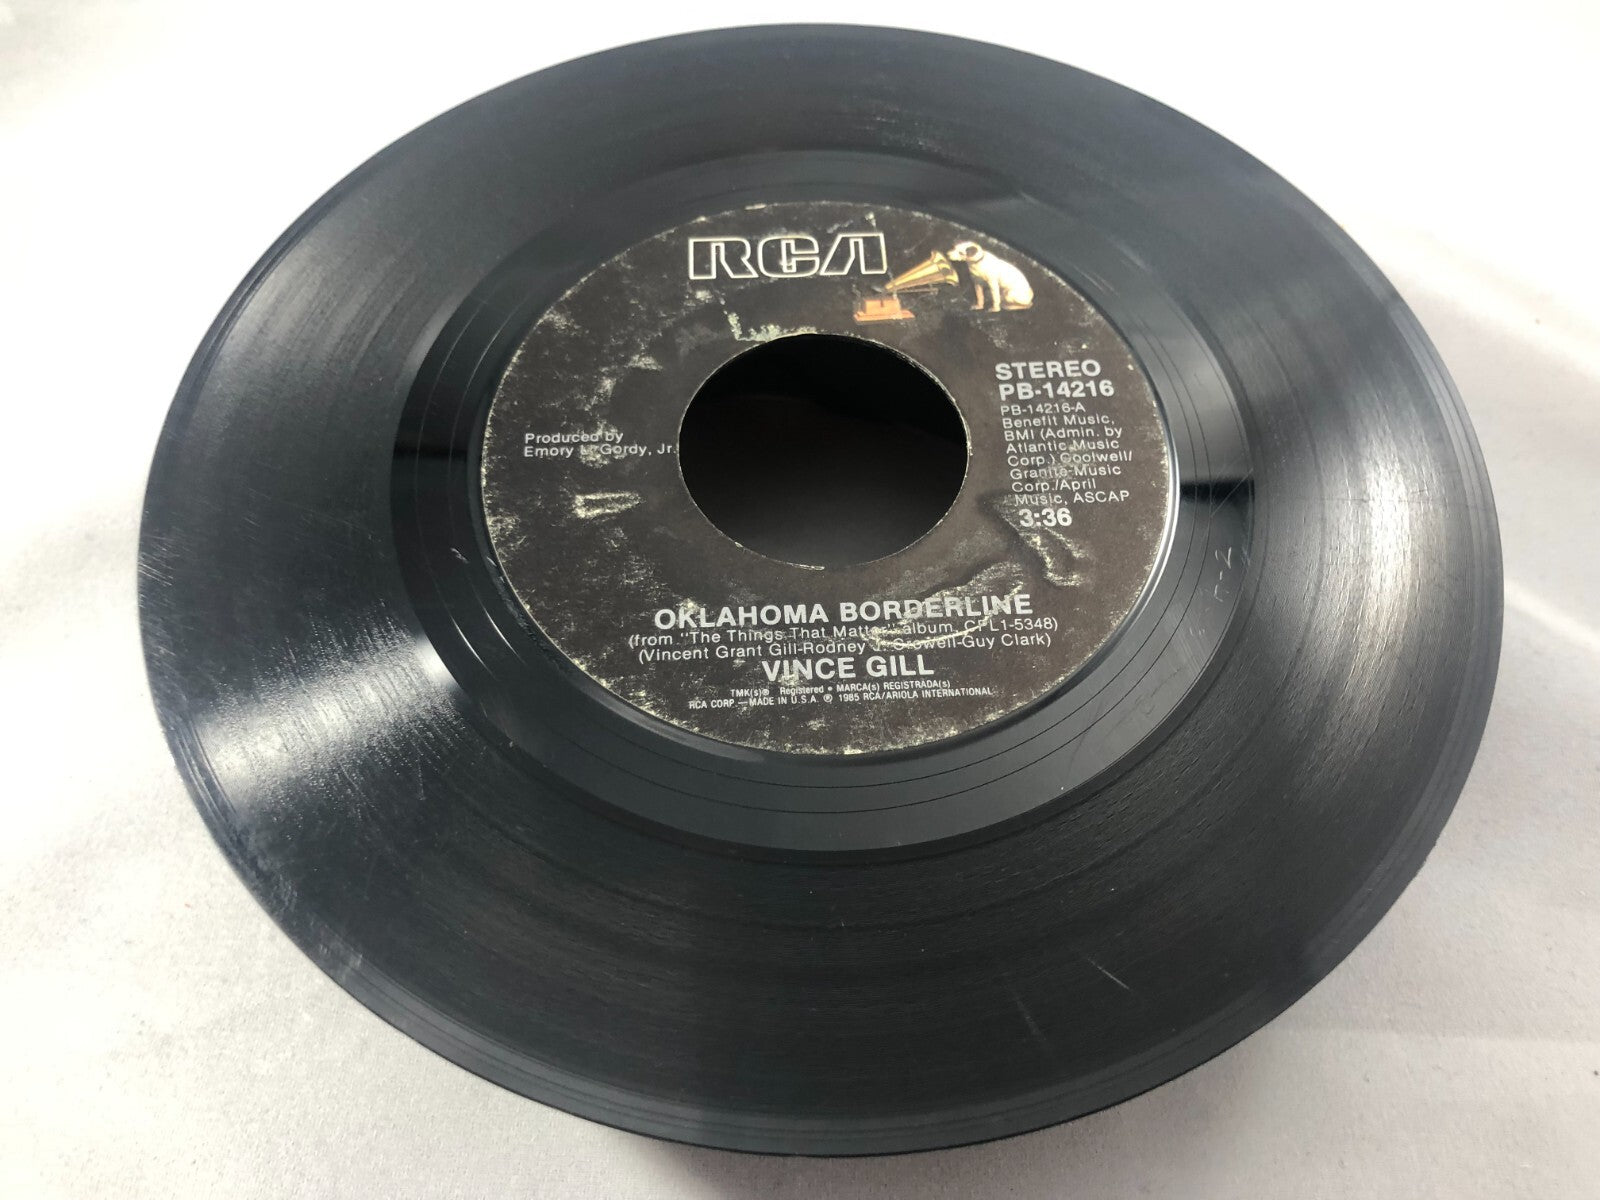 RCA
STEREO
PB-14216
PB-14216-A
Benefit Music,
BMI (Admin. by
Atlantic Music
Corp.) Coolwell/
Granite Music
Corp./April
Music, ASCAP
3:36
Produced by
Emory L. Gordy, Jr.
OKLAHOMA BORDERLINE
(from "The Things That Matter" album, CPL1-5348)
(Vincent Grant Gill-Rodney J. Crowell-Guy Clark)
VINCE GILL
TMK(s)® Registered • MARCA(s) REGISTRADA(s)
RCA CORP.—MADE IN U.S.A. ℗ 1985 RCA/ARIOLA INTERNATIONAL